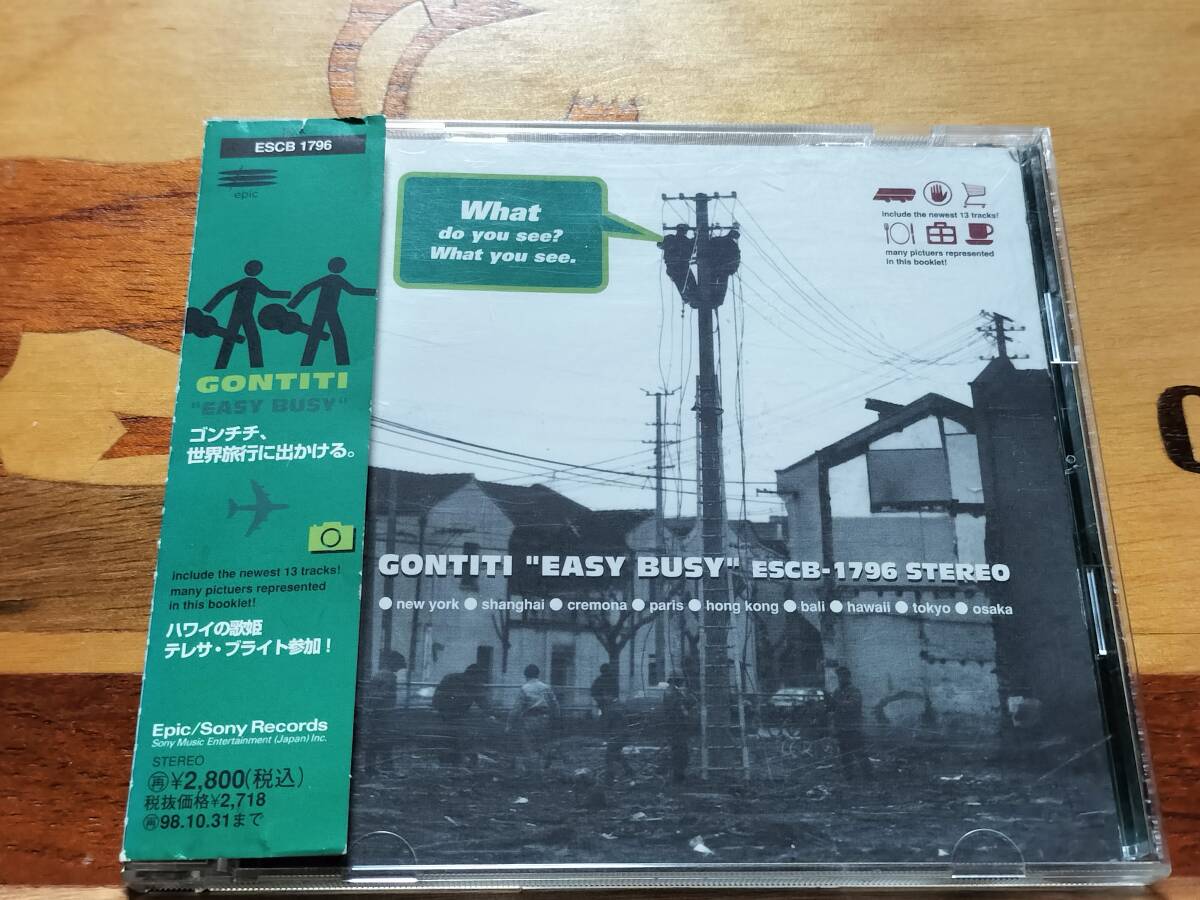 ESCB 1796
epic
GONTITI
"EASY BUSY"
ゴンチチ、
世界旅行に出かける。
include the newest 13 tracks!
many pictuers represented
in this booklet!
ハワイの歌姫
テレサ・ブライト参加!
Epic/Sony Records
Sony Music Entertainment (Japan) Inc.
STEREO
再¥2,800(税込)
税抜価格¥2,718
再98.10.31まで
What
do you see?
What you see.
include the newest 13 tracks!
many pictuers represented
in this booklet!
GONTITI "EASY BUSY" ESCB-1796 STEREO
●new york ●shanghai ●cremona ●paris ●hong kong ●bali ●hawaii ●tokyo ●osaka